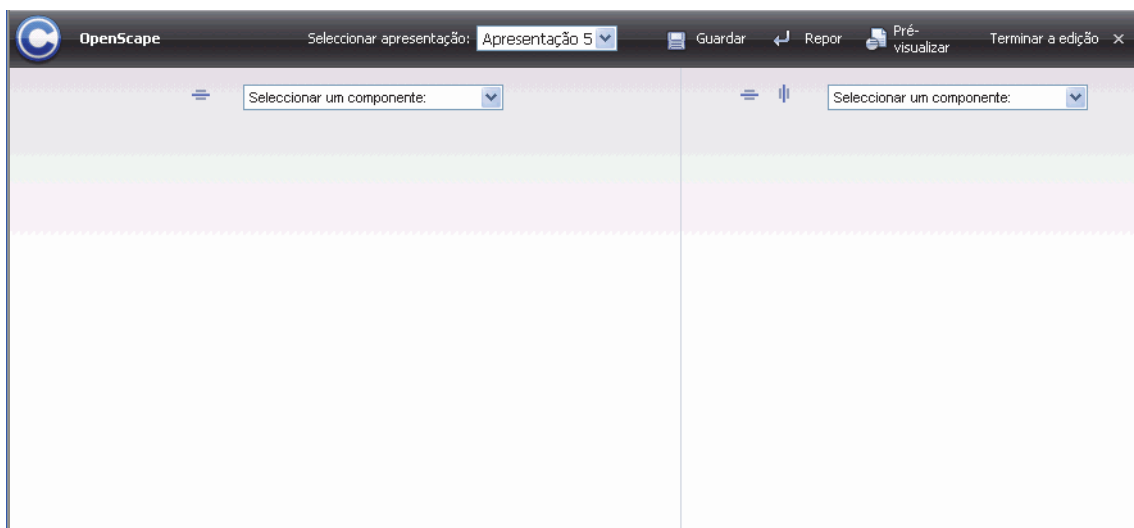 OpenScape
Seleccionar apresentação: Apresentação 5
Guardar
Repor
Pré-
visualizar
Terminar a edição
Seleccionar um componente:
Seleccionar um componente: